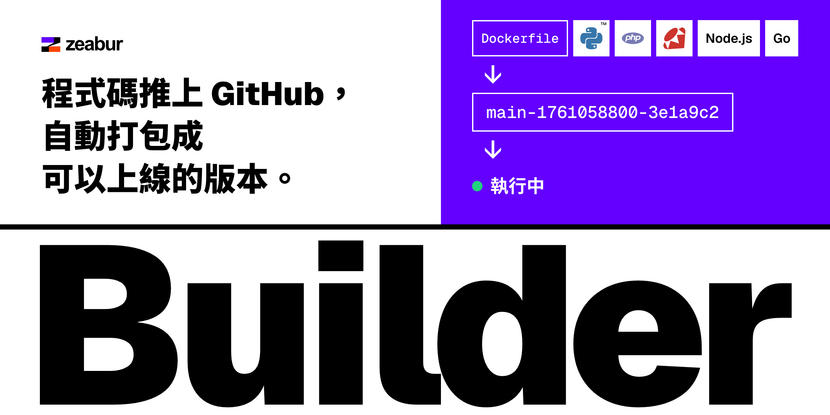 zeabur
程式碼推上 GitHub，
自動打包成
可以上線的版本。
Dockerfile
TM
php
Node.js
Go
↓
main-1761058800-3e1a9c2
↓
執行中
Builder